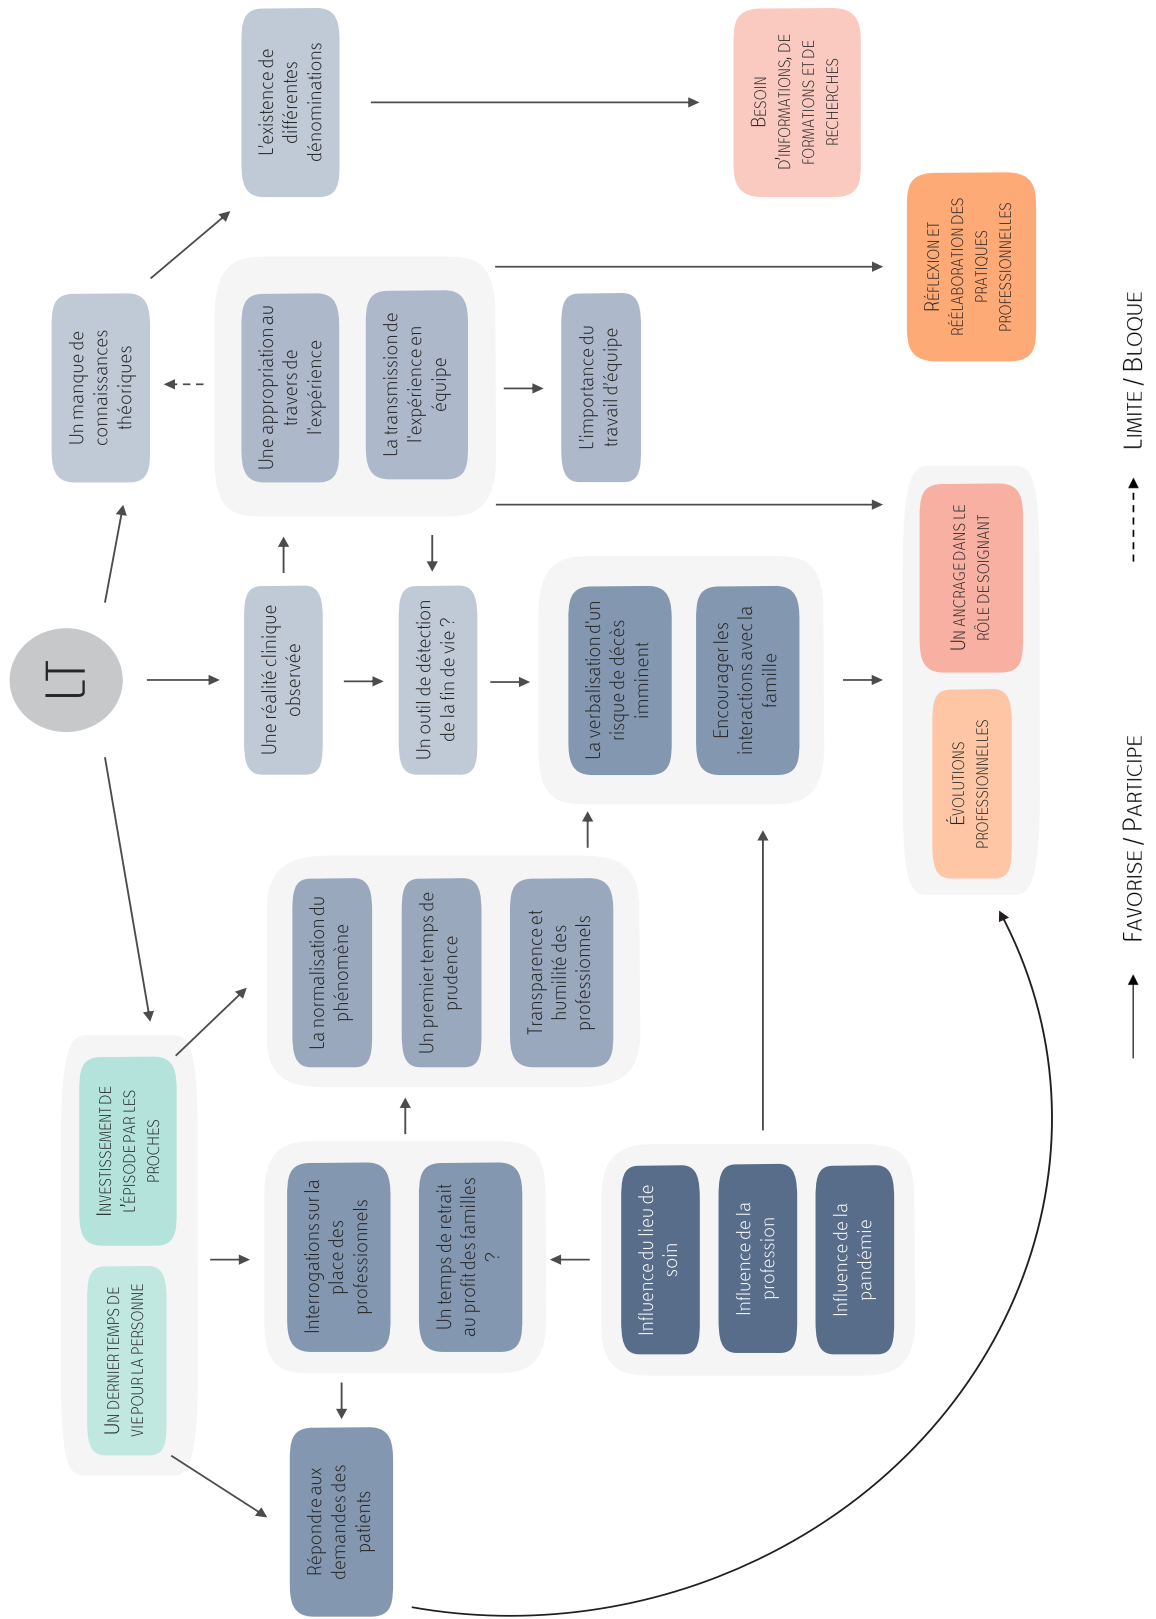 LT
UN DERNIER TEMPS DE
VIE POUR LA PERSONNE
INVESTISSEMENT DE
L'ÉPISODE PAR LES
PROCHES
Un manque de
connaissances
théoriques
Une réalité clinique
observée
Une appropriation au
travers de
l'expérience
La transmission de
l'expérience en
équipe
L'existence de
différentes
dénominations
Répondre aux
demandes des
patients
Interrogations sur la
place des
professionnels
Un temps de retrait
au profit des familles
?
La normalisation du
phénomène
Un premier temps de
prudence
Transparence et
humilité des
professionnels
Un outil de détection
de la fin de vie ?
La verbalisation d'un
risque de décès
imminent
Encourager les
interactions avec la
famille
L'importance du
travail d'équipe
Influence du lieu de
soin
Influence de la
profession
Influence de la
pandémie
BESOIN
D'INFORMATIONS, DE
FORMATIONS ET DE
RECHERCHES
ÉVOLUTIONS
PROFESSIONNELLES
UN ANCRAGE DANS LE
RÔLE DE SOIGNANT
RÉFLEXION ET
RÉÉLABORATION DES
PRATIQUES
PROFESSIONNELLES
FAVORISE / PARTICIPE
LIMITE / BLOQUE